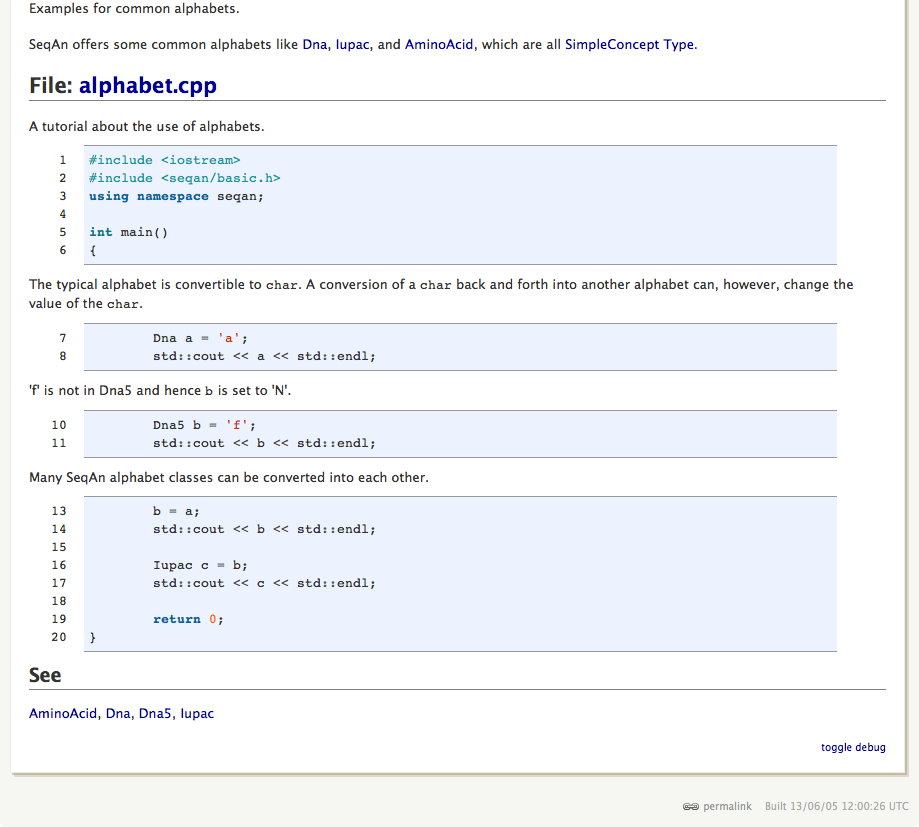 Examples for common alphabets.
SeqAn offers some common alphabets like Dna, Iupac, and AminoAcid, which are all SimpleConcept Type.
File: alphabet.cpp
A tutorial about the use of alphabets.
1 #include <iostream>
2 #include <seqan/basic.h>
3 using namespace seqan;
4
5 int main()
6 {
The typical alphabet is convertible to char. A conversion of a char back and forth into another alphabet can, however, change the
value of the char.
7 Dna a = 'a';
8 std::cout << a << std::endl;
'f' is not in Dna5 and hence b is set to 'N'.
10 Dna5 b = 'f';
11 std::cout << b << std::endl;
Many SeqAn alphabet classes can be converted into each other.
13 b = a;
14 std::cout << b << std::endl;
15
16 Iupac c = b;
17 std::cout << c << std::endl;
18
19 return 0;
20 }
See
AminoAcid, Dna, Dna5, Iupac
toggle debug
permalink Built 13/06/05 12:00:26 UTC